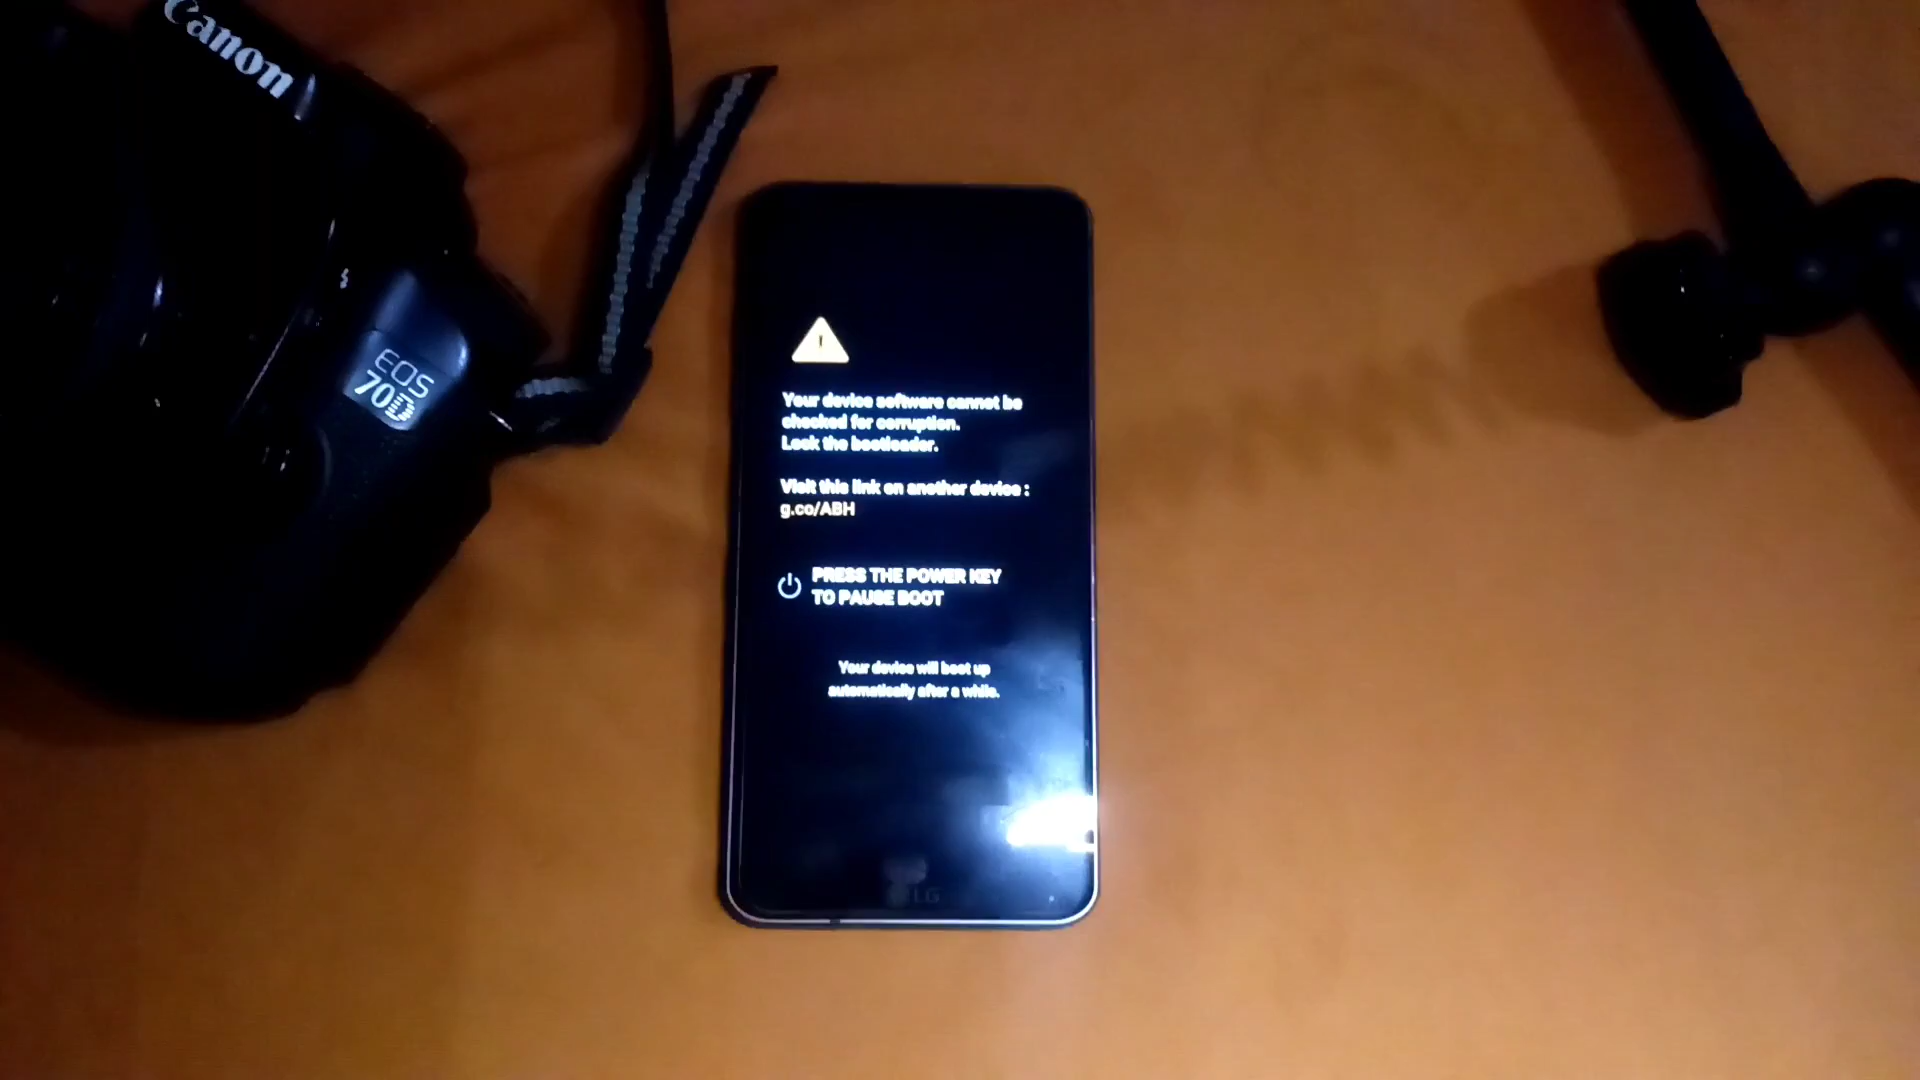 Canon
EOS
70D
!
Your device software cannot be
checked for corruption.
Lock the bootloader.
Visit this link on another device :
g.co/ABH
PRESS THE POWER KEY
TO PAUSE BOOT
Your device will boot up
automatically after a while.
LG